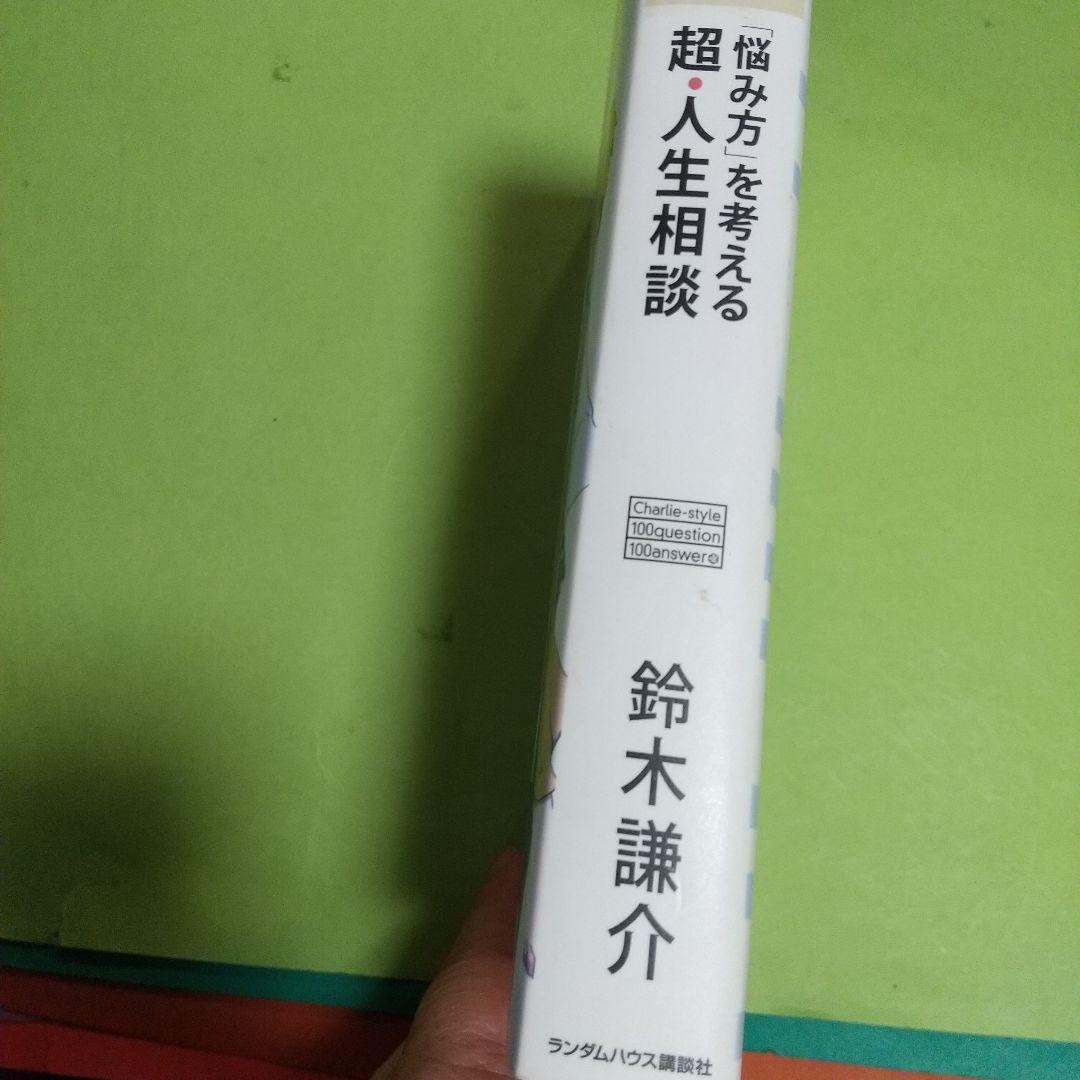 「悩み方」を考える
超・人生相談
Charlie-style
100question
100answer
鈴木謙介
ランダムハウス講談社